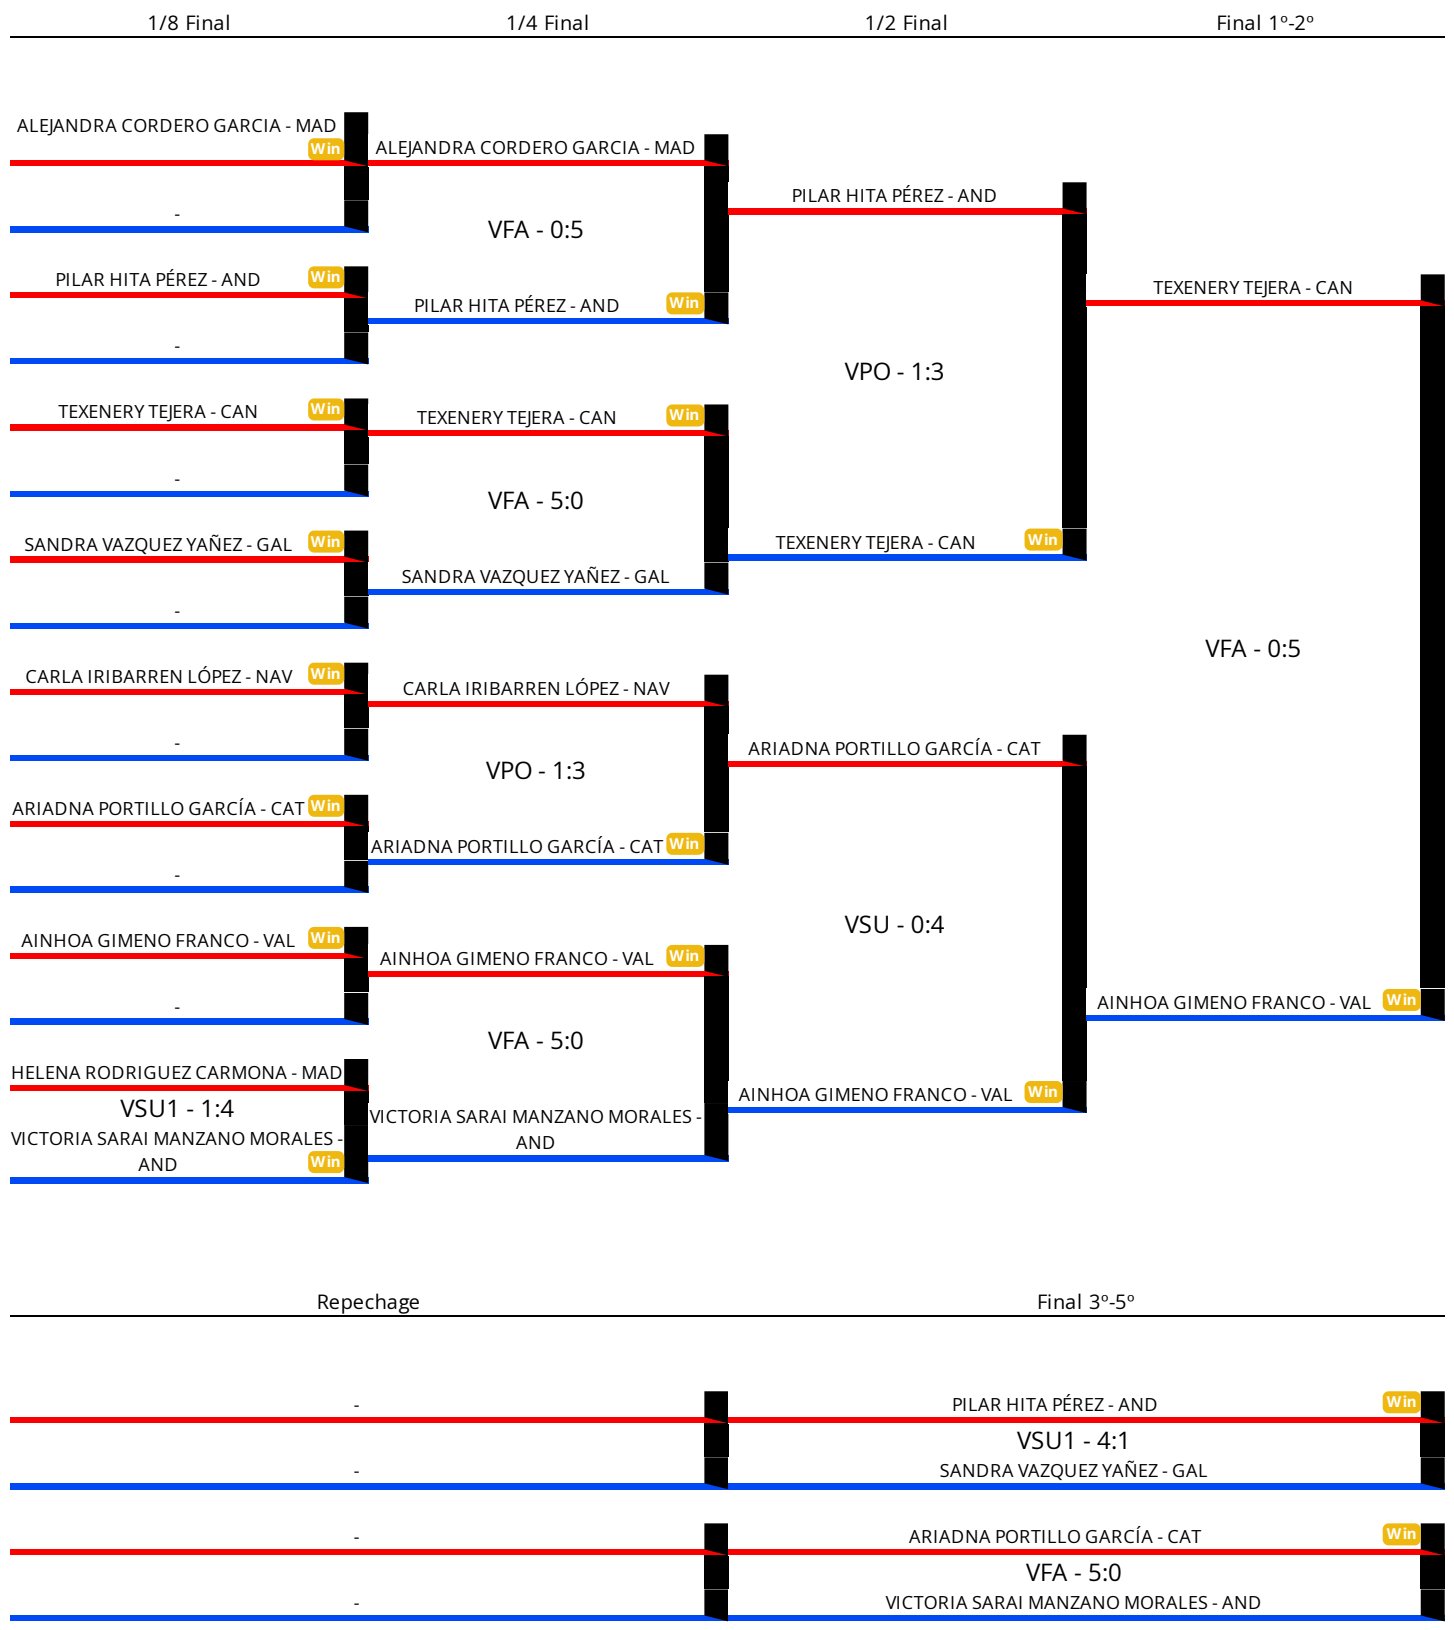 1/8 Final 1/4 Final 1/2 Final Final 1º-2º
ALEJANDRA CORDERO GARCIA - MAD
Win
-
PILAR HITA PÉREZ - AND Win
-
TEXENERY TEJERA - CAN Win
-
SANDRA VAZQUEZ YAÑEZ - GAL Win
-
CARLA IRIBARREN LÓPEZ - NAV Win
-
ARIADNA PORTILLO GARCÍA - CAT Win
-
AINHOA GIMENO FRANCO - VAL Win
-
HELENA RODRIGUEZ CARMONA - MAD
VSU1 - 1:4
VICTORIA SARAI MANZANO MORALES -
AND Win
ALEJANDRA CORDERO GARCIA - MAD
VFA - 0:5
PILAR HITA PÉREZ - AND Win
TEXENERY TEJERA - CAN Win
VFA - 5:0
SANDRA VAZQUEZ YAÑEZ - GAL
CARLA IRIBARREN LÓPEZ - NAV
VPO - 1:3
ARIADNA PORTILLO GARCÍA - CAT Win
AINHOA GIMENO FRANCO - VAL Win
VFA - 5:0
VICTORIA SARAI MANZANO MORALES -
AND
PILAR HITA PÉREZ - AND
VPO - 1:3
TEXENERY TEJERA - CAN Win
ARIADNA PORTILLO GARCÍA - CAT
VSU - 0:4
AINHOA GIMENO FRANCO - VAL Win
TEXENERY TEJERA - CAN
VFA - 0:5
AINHOA GIMENO FRANCO - VAL Win
Repechage Final 3º-5º
-
-
-
-
PILAR HITA PÉREZ - AND Win
VSU1 - 4:1
SANDRA VAZQUEZ YAÑEZ - GAL
ARIADNA PORTILLO GARCÍA - CAT Win
VFA - 5:0
VICTORIA SARAI MANZANO MORALES - AND